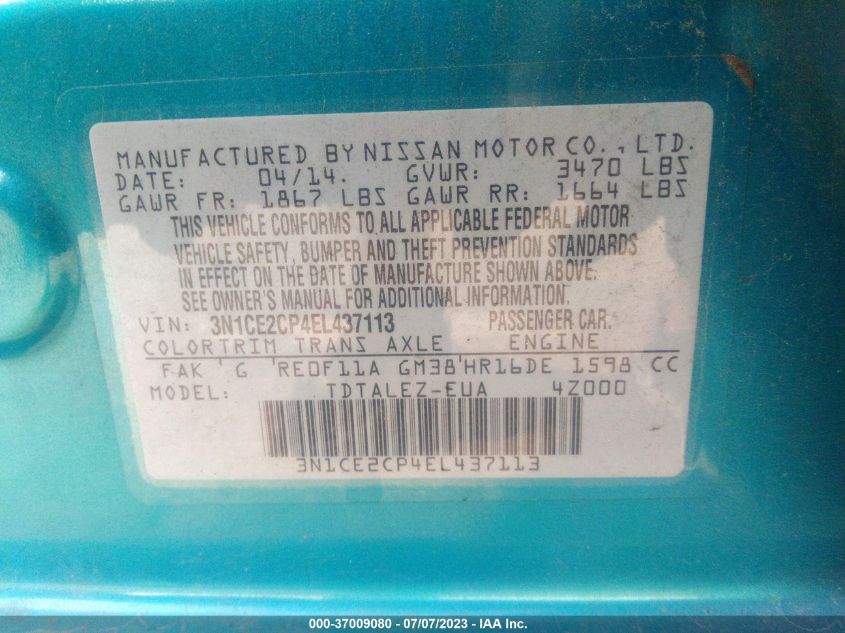 MANUFACTURED BY NISSAN MOTOR CO., LTD.
DATE: 04/14. GVWR: 3470 LBS
GAWR FR: 1867 LBS GAWR RR: 1664 LBS
THIS VEHICLE CONFORMS TO ALL APPLICABLE FEDERAL MOTOR
VEHICLE SAFETY, BUMPER AND THEFT PREVENTION STANDARDS
IN EFFECT ON THE DATE OF MANUFACTURE SHOWN ABOVE.
SEE OWNER'S MANUAL FOR ADDITIONAL INFORMATION.
VIN: 3N1CE2CP4EL437113 PASSENGER CAR.
COLORTRIM TRANS AXLE ENGINE
FAK'G 'RE0F11A GM38'HR16DE 1598 CC
MODEL: TDTALEZ-EUA 4Z000
3N1CE2CP4EL437113
000-37009080 - 07/07/2023 - IAA Inc.